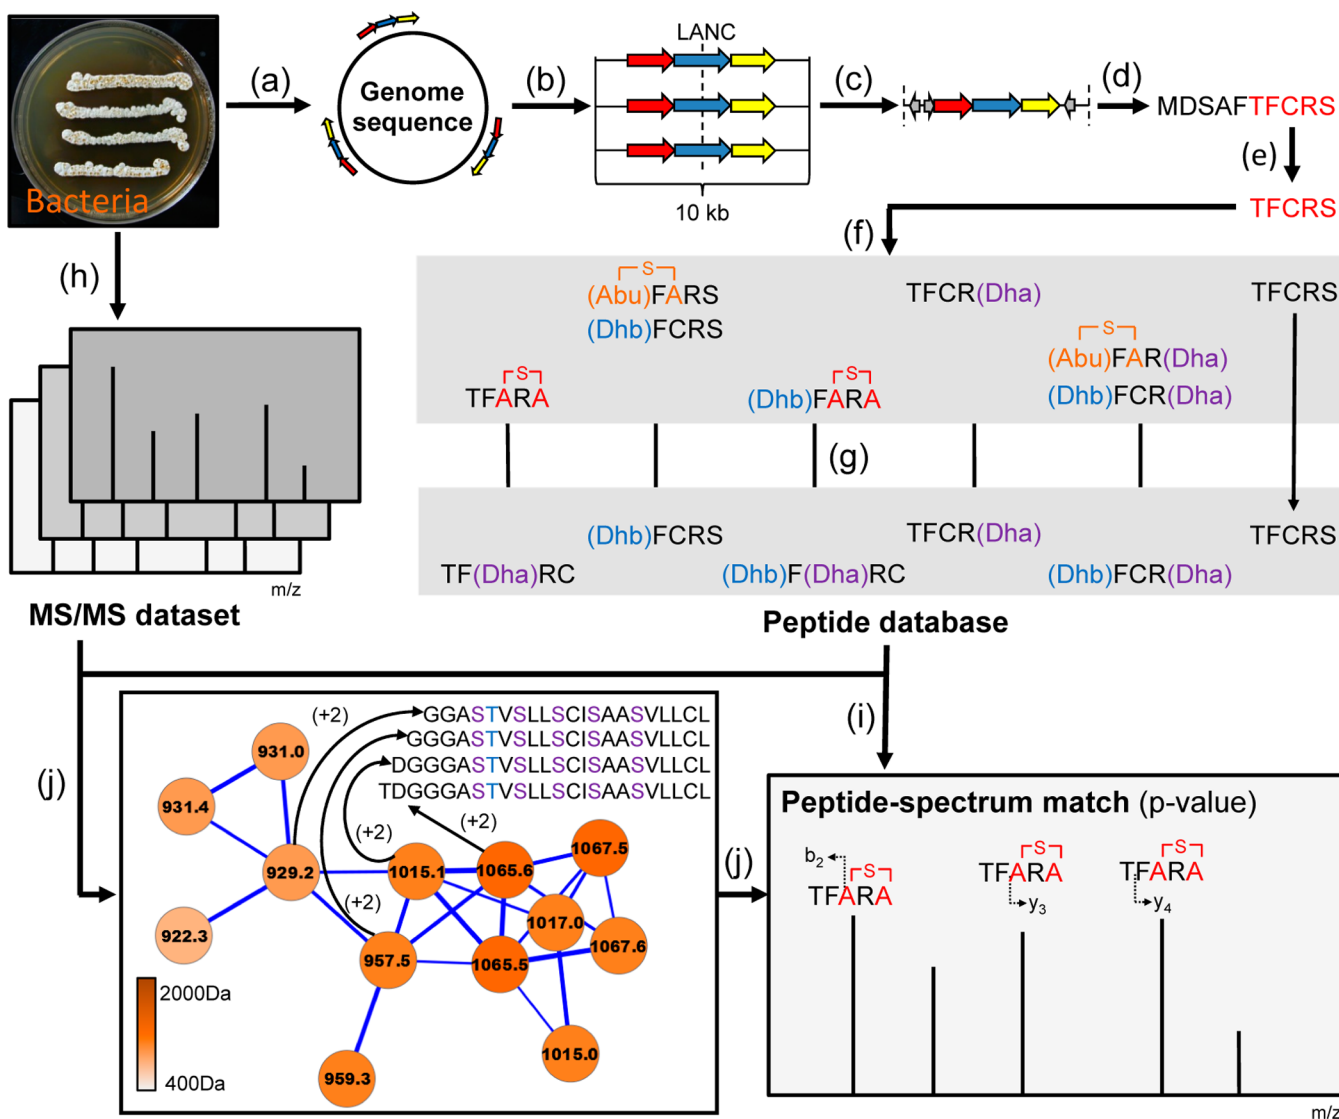 Bacteria
(a)
Genome
sequence
(b)
LANC
10 kb
(c)
(d)
MDSAFTFCRS
(e)
TFCRS
(f)
(h)
S
(Abu)FARS
(Dhb)FCRS
TFCR(Dha)
TFCRS
S
(Abu)FAR(Dha)
(Dhb)FCR(Dha)
S
TFARA
S
(Dhb)FARA
(g)
(Dhb)FCRS
TFCR(Dha)
TFCRS
TF(Dha)RC
(Dhb)F(Dha)RC
(Dhb)FCR(Dha)
m/z
MS/MS dataset
Peptide database
(i)
(j)
(+2)
GGASTVSLLSCISAASVLLCL
GGGASTVSLLSCISAASVLLCL
DGGGASTVSLLSCISAASVLLCL
TDGGGASTVSLLSCISAASVLLCL
(+2)
(+2)
(+2)
931.0
931.4
929.2
922.3
1015.1
1065.6
1067.5
1017.0
1067.6
957.5
1065.5
1015.0
959.3
2000Da
400Da
(j)
Peptide-spectrum match (p-value)
b2
S
TFARA
S
TFARA
y3
S
TFARA
y4
m/z